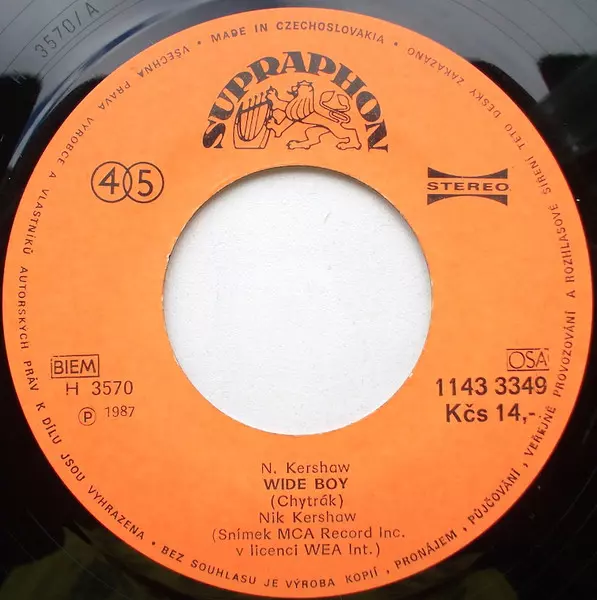 3570/A
VŠECHNA PRÁVA VÝROBCE A VLASTNÍKŮ AUTORSKÝCH PRÁV K DÍLU JSOU VYHRAZENA • BEZ SOUHLASU JE VÝROBA KOPIÍ, PRONÁJEM, PŮJČOVÁNÍ, VEŘEJNÉ PROVOZOVÁNÍ A ROZHLASOVÉ ŠÍŘENÍ TÉTO DESKY ZAKÁZÁNO • MADE IN CZECHOSLOVAKIA •
SUPRAPHON
45
STEREO
BIEM
H 3570
Ⓟ 1987
OSA
1143 3349
Kčs 14,-
N. Kershaw
WIDE BOY
(Chytrák)
Nik Kershaw
(Snímek MCA Record Inc.
v licenci WEA Int.)